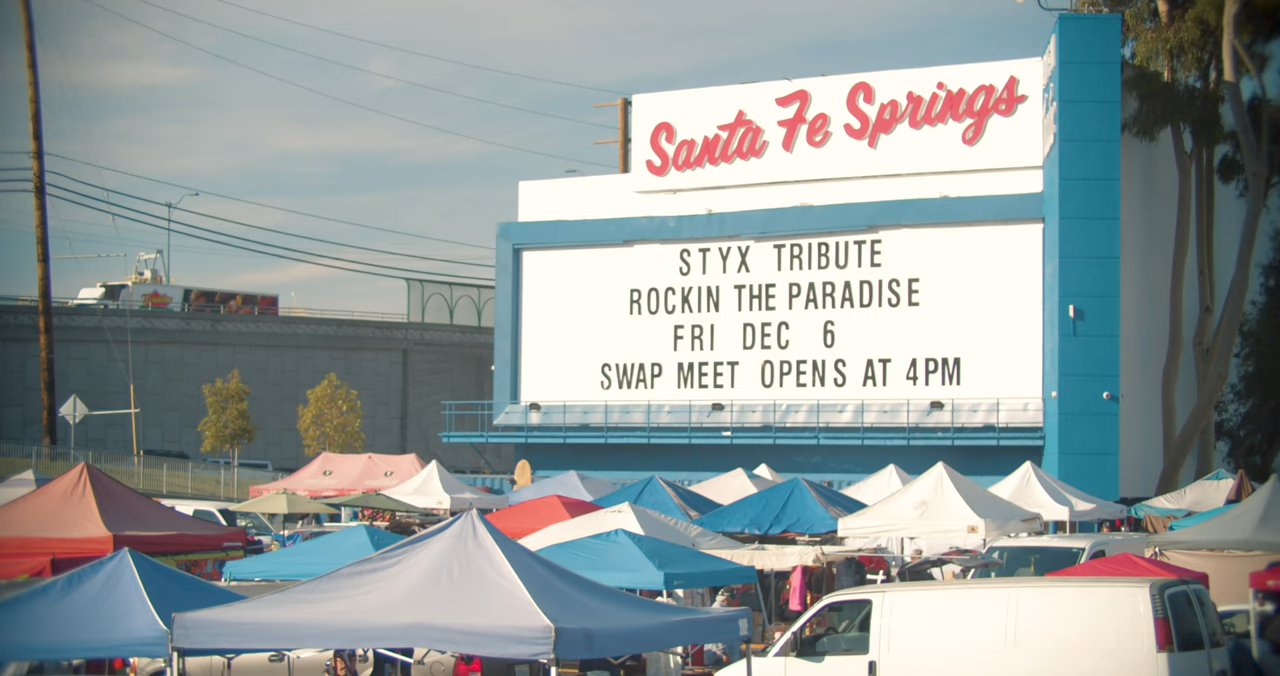 Santa Fe Springs
STYX TRIBUTE
ROCKIN THE PARADISE
FRI DEC 6
SWAP MEET OPENS AT 4PM